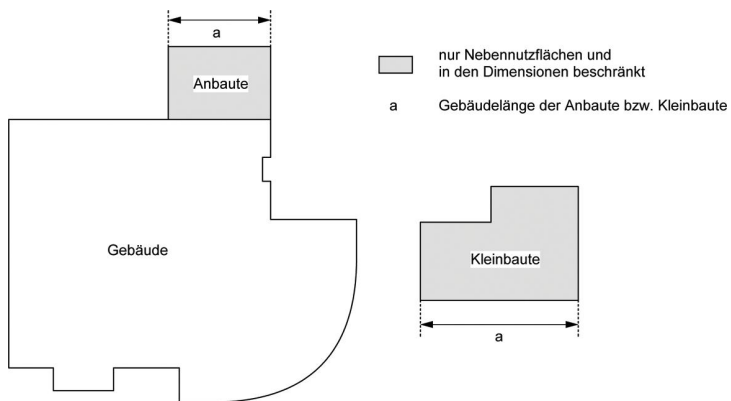 a
Anbaute
nur Nebennutzflächen und
in den Dimensionen beschränkt
a Gebäudelänge der Anbaute bzw. Kleinbaute
Gebäude
Kleinbaute
a